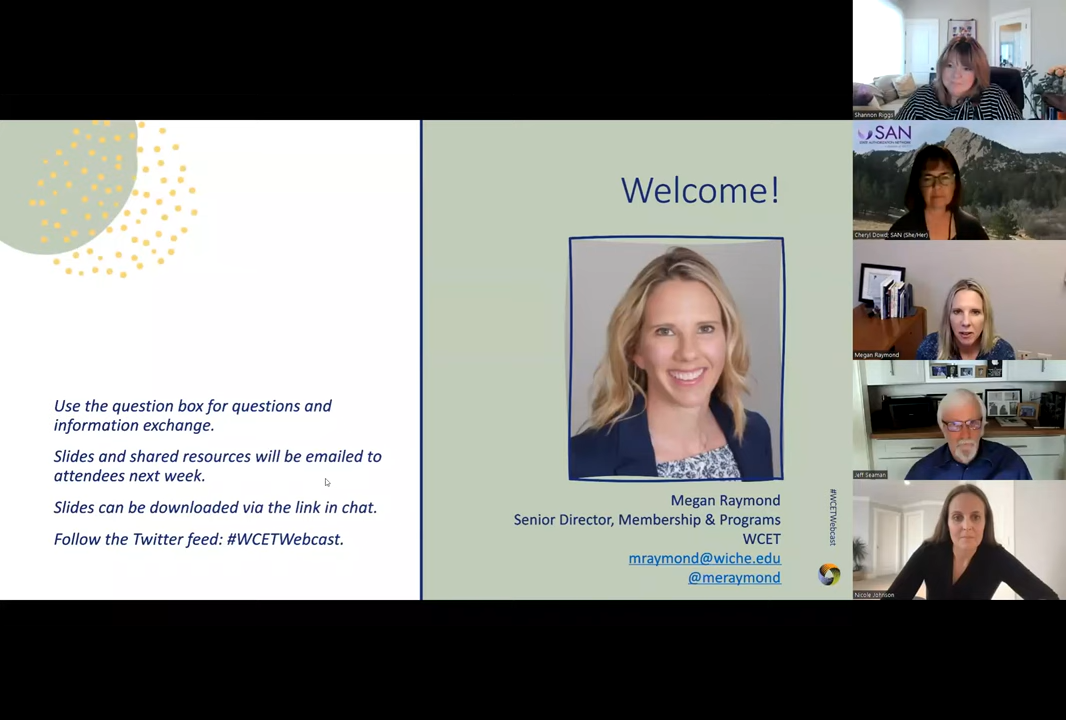 Use the question box for questions and
information exchange.
Slides and shared resources will be emailed to
attendees next week.
Slides can be downloaded via the link in chat.
Follow the Twitter feed: #WCETWebcast.
Welcome!
Megan Raymond
Senior Director, Membership & Programs
WCET
mraymond@wiche.edu
@meraymond
#WCETWebcast
Shannon Riggs
SAN
Cheryl Dowd: SAN (She/Her)
Megan Raymond
Jeff Seaman
Nicole Johnson